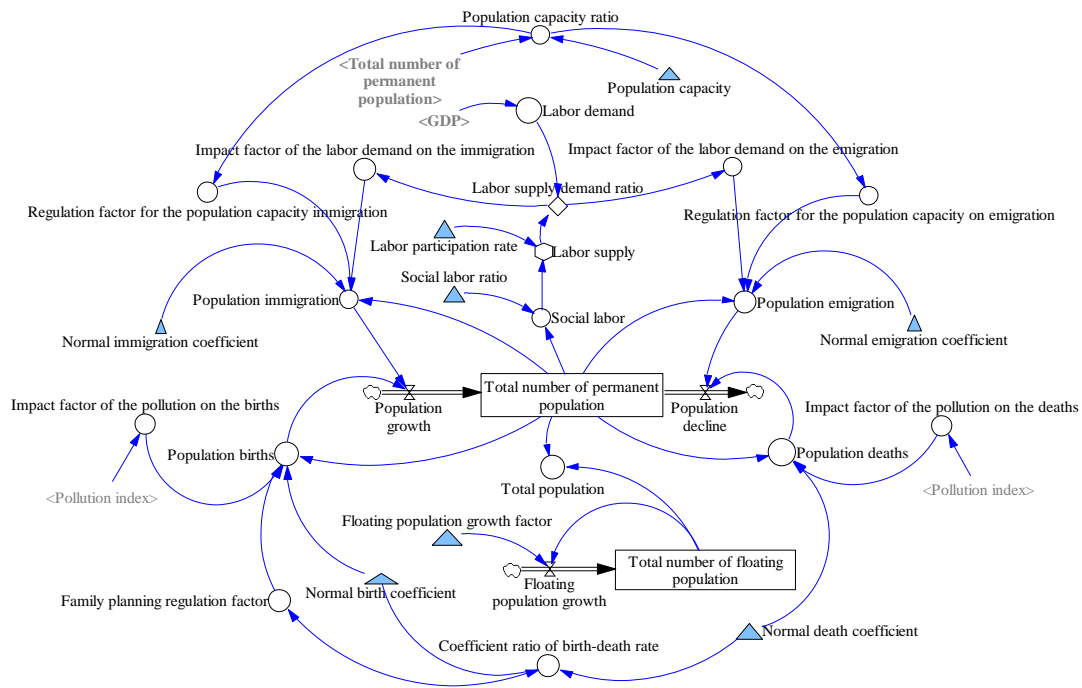 Population capacity ratio
<Total number of
permanent
population>
Population capacity
<GDP>
Labor demand
Impact factor of the labor demand on the immigration
Impact factor of the labor demand on the emigration
Labor supply demand ratio
Regulation factor for the population capacity immigration
Regulation factor for the population capacity on emigration
Labor participation rate
Labor supply
Social labor ratio
Population immigration
Population emigration
Social labor
Normal immigration coefficient
Normal emigration coefficient
Total number of permanent
population
Population
growth
Population
decline
Impact factor of the pollution on the births
Impact factor of the pollution on the deaths
Population births
Population deaths
<Pollution index>
Total population
<Pollution index>
Floating population growth factor
Total number of floating
population
Floating
population growth
Normal birth coefficient
Family planning regulation factor
Normal death coefficient
Coefficient ratio of birth-death rate